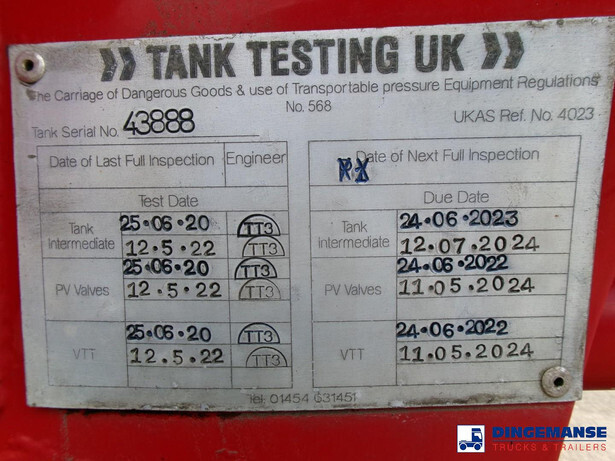 TANK TESTING UK
The Carriage of Dangerous Goods & use of Transportable pressure Equipment Regulations
No. 568
UKAS Ref. No. 4023
Tank Serial No. 43888
Date of Last Full Inspection Engineer
Date of Next Full Inspection
Test Date
Due Date
Tank Intermediate 25·06·20 TT3
12.5.22 TT3
Tank Intermediate 24·06·2023
12.07.2024
PV Valves 25·06·20 TT3
12.5.22 TT3
PV Valves 24·06·2022
11.05.2024
VTT 25·06·20 TT3
12.5.22 TT3
VTT 24·06·2022
11.05.2024
Tel: 01454 631451
DINGEMANSE
TRUCKS & TRAILERS